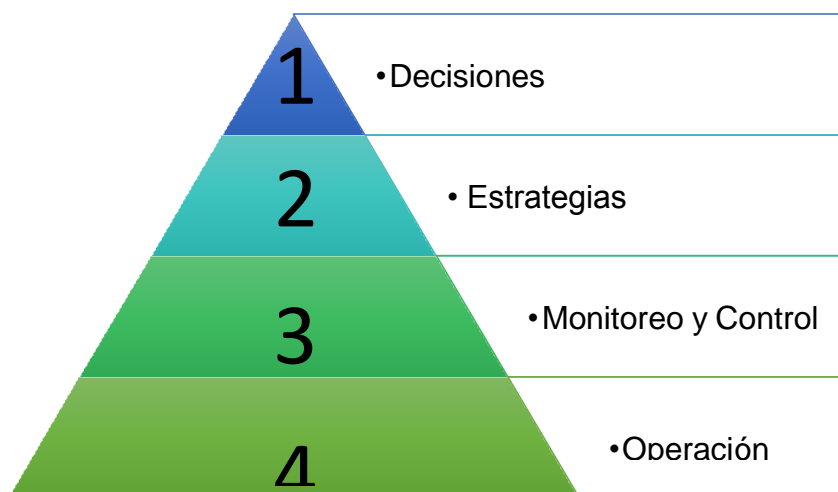 1
•Decisiones
2
• Estrategias
3
•Monitoreo y Control
4
•Operación